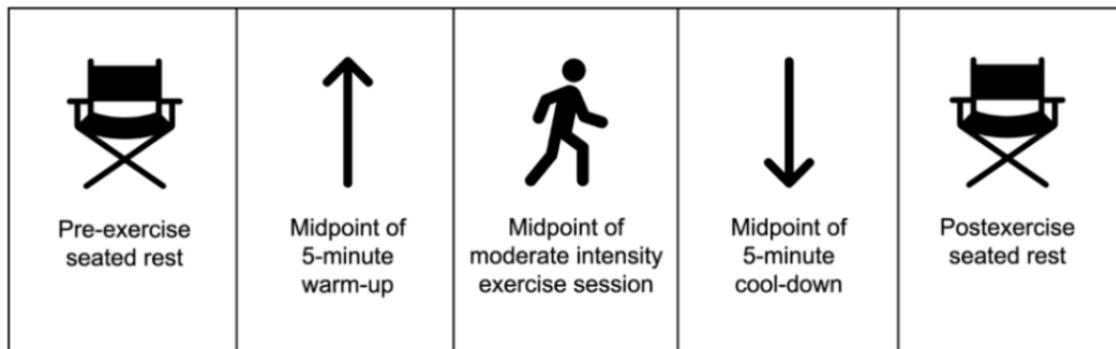 Pre-exercise
seated rest
Midpoint of
5-minute
warm-up
Midpoint of
moderate intensity
exercise session
Midpoint of
5-minute
cool-down
Postexercise
seated rest